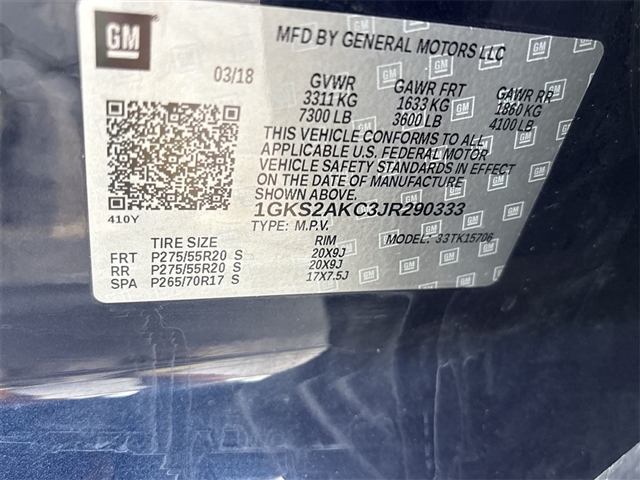 GM
MFD BY GENERAL MOTORS LLC
03/18
GVWR GAWR FRT GAWR RR
3311 KG 1633 KG 1860 KG
7300 LB 3600 LB 4100 LB
THIS VEHICLE CONFORMS TO ALL
APPLICABLE U.S. FEDERAL MOTOR
VEHICLE SAFETY STANDARDS IN EFFECT
ON THE DATE OF MANUFACTURE
SHOWN ABOVE.
410Y
1GKS2AKC3JR290333
TYPE: M.P.V. MODEL: 33TK15706
TIRE SIZE RIM
FRT P275/55R20 S 20X9J
RR P275/55R20 S 20X9J
SPA P265/70R17 S 17X7.5J